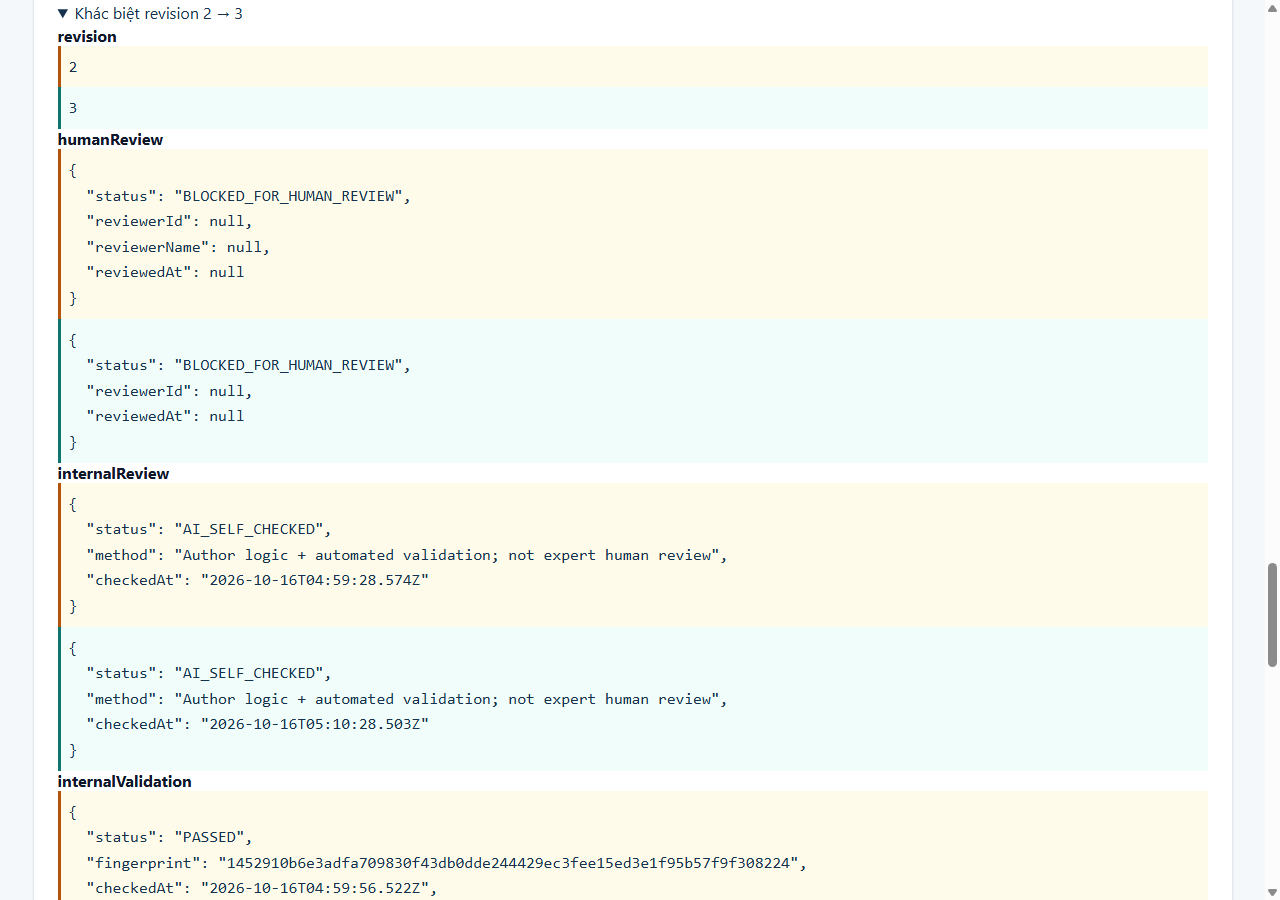 ▼ Khác biệt revision 2 → 3
revision
2
3
humanReview
{
  "status": "BLOCKED_FOR_HUMAN_REVIEW",
  "reviewerId": null,
  "reviewerName": null,
  "reviewedAt": null
}
{
  "status": "BLOCKED_FOR_HUMAN_REVIEW",
  "reviewerId": null,
  "reviewedAt": null
}
internalReview
{
  "status": "AI_SELF_CHECKED",
  "method": "Author logic + automated validation; not expert human review",
  "checkedAt": "2026-10-16T04:59:28.574Z"
}
{
  "status": "AI_SELF_CHECKED",
  "method": "Author logic + automated validation; not expert human review",
  "checkedAt": "2026-10-16T05:10:28.503Z"
}
internalValidation
{
  "status": "PASSED",
  "fingerprint": "1452910b6e3adfa709830f43db0dde244429ec3fee15ed3e1f95b57f9f308224",
  "checkedAt": "2026-10-16T04:59:56.522Z",